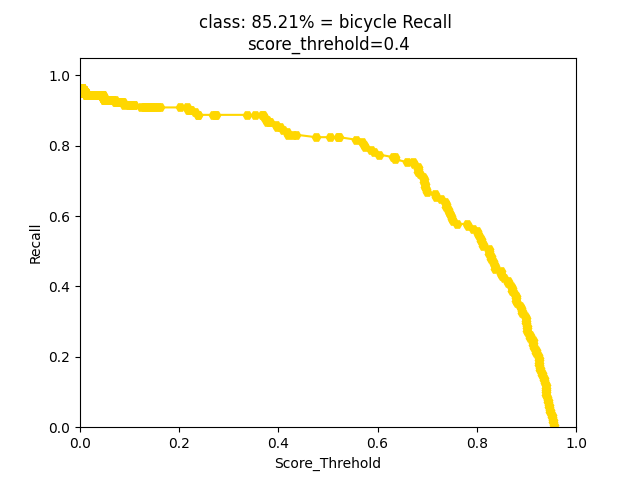 class: 85.21% = bicycle Recall
score_threhold=0.4
1.0
0.8
0.6
0.4
0.2
0.0
Recall
0.0 0.2 0.4 0.6 0.8 1.0
Score_Threhold